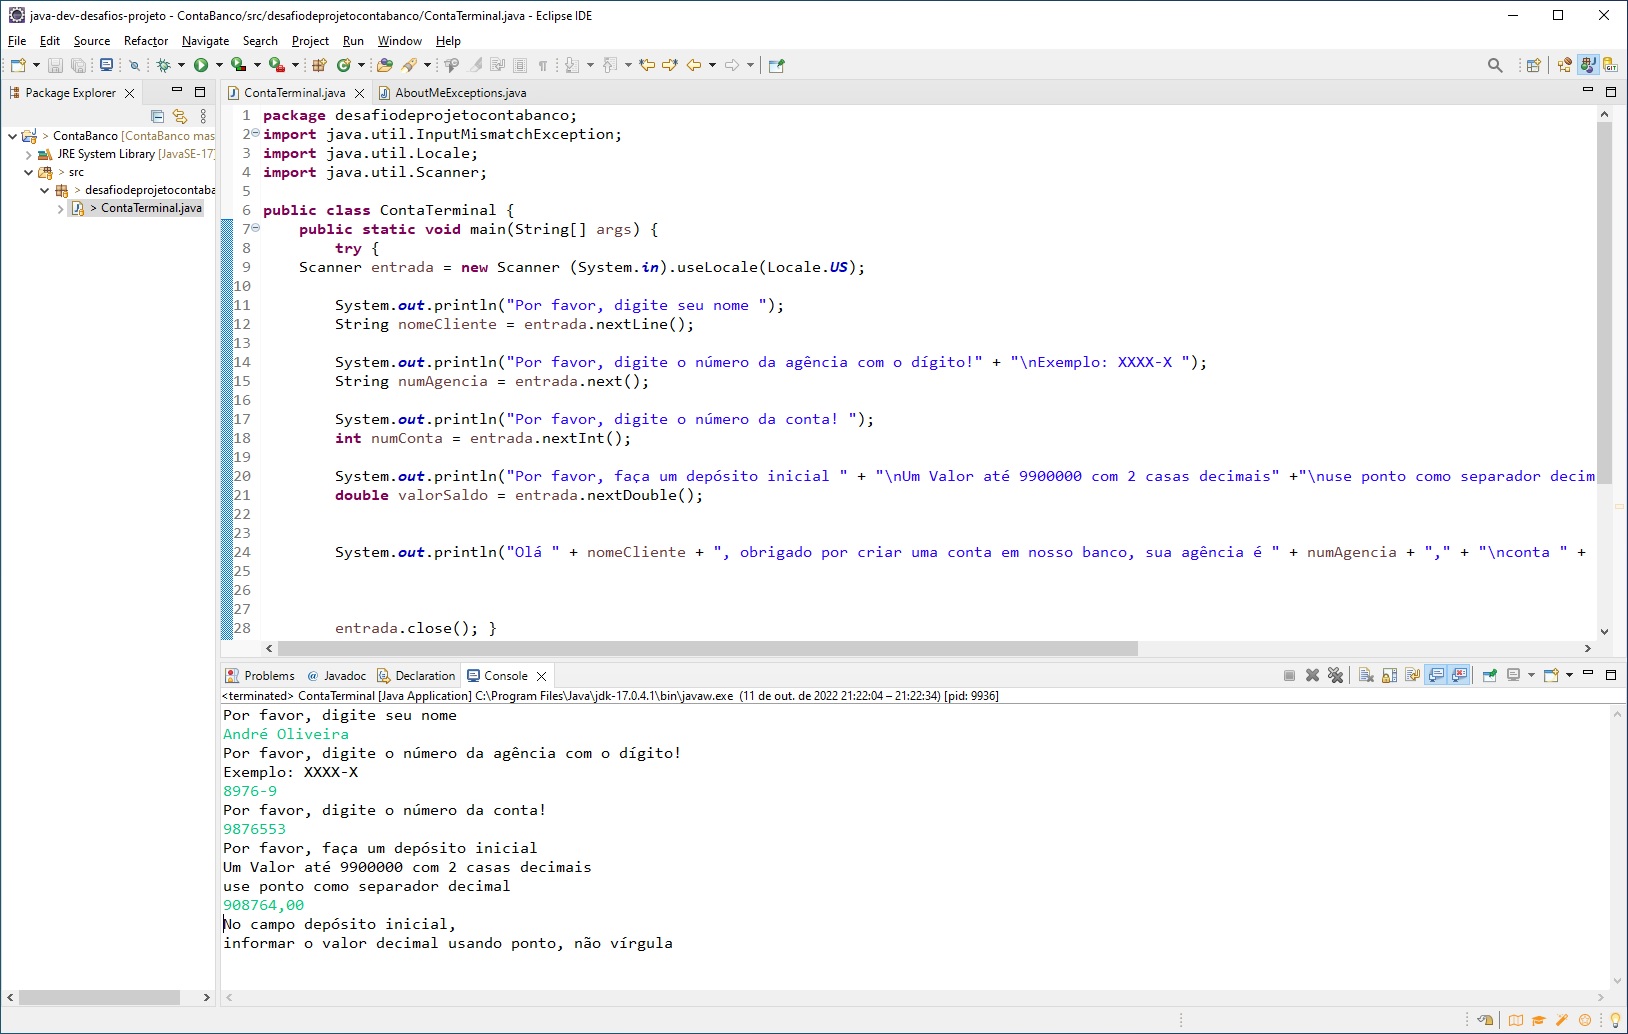 java-dev-desafios-projeto - ContaBanco/src/desafiodeprojetocontabanco/ContaTerminal.java - Eclipse IDE
File Edit Source Refactor Navigate Search Project Run Window Help
Package Explorer
> ContaBanco [ContaBanco mas
JRE System Library [JavaSE-17]
> src
> desafiodeprojetocontaba
> ContaTerminal.java
ContaTerminal.java AboutMeExceptions.java
1 package desafiodeprojetocontabanco;
2 import java.util.InputMismatchException;
3 import java.util.Locale;
4 import java.util.Scanner;
5
6 public class ContaTerminal {
7 public static void main(String[] args) {
8 try {
9 Scanner entrada = new Scanner (System.in).useLocale(Locale.US);
10
11 System.out.println("Por favor, digite seu nome ");
12 String nomeCliente = entrada.nextLine();
13
14 System.out.println("Por favor, digite o número da agência com o dígito!" + "\nExemplo: XXXX-X ");
15 String numAgencia = entrada.next();
16
17 System.out.println("Por favor, digite o número da conta! ");
18 int numConta = entrada.nextInt();
19
20 System.out.println("Por favor, faça um depósito inicial " + "\nUm Valor até 9900000 com 2 casas decimais" +"\nuse ponto como separador decim
21 double valorSaldo = entrada.nextDouble();
22
23
24 System.out.println("Olá " + nomeCliente + ", obrigado por criar uma conta em nosso banco, sua agência é " + numAgencia + "," + "\nconta " +
25
26
27
28 entrada.close(); }
Problems @ Javadoc Declaration Console
<terminated> ContaTerminal [Java Application] C:\Program Files\Java\jdk-17.0.4.1\bin\javaw.exe (11 de out. de 2022 21:22:04 – 21:22:34) [pid: 9936]
Por favor, digite seu nome
André Oliveira
Por favor, digite o número da agência com o dígito!
Exemplo: XXXX-X
8976-9
Por favor, digite o número da conta!
9876553
Por favor, faça um depósito inicial
Um Valor até 9900000 com 2 casas decimais
use ponto como separador decimal
908764,00
No campo depósito inicial,
informar o valor decimal usando ponto, não vírgula